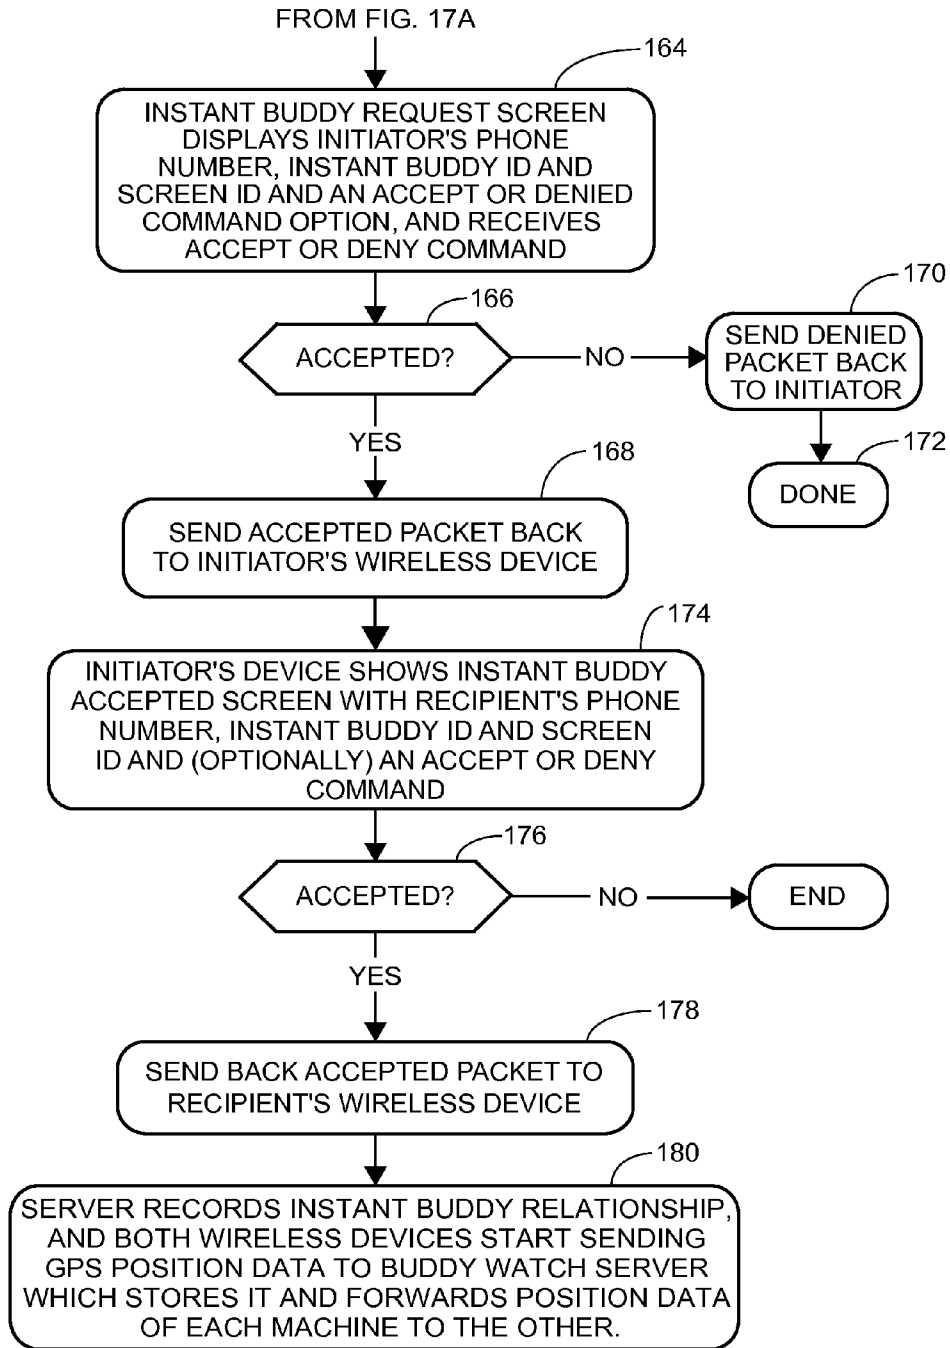 FROM FIG. 17A
164
INSTANT BUDDY REQUEST SCREEN
DISPLAYS INITIATOR'S PHONE
NUMBER, INSTANT BUDDY ID AND
SCREEN ID AND AN ACCEPT OR DENIED
COMMAND OPTION, AND RECEIVES
ACCEPT OR DENY COMMAND
166
ACCEPTED?
NO
170
SEND DENIED
PACKET BACK
TO INITIATOR
172
DONE
YES
168
SEND ACCEPTED PACKET BACK
TO INITIATOR'S WIRELESS DEVICE
174
INITIATOR'S DEVICE SHOWS INSTANT BUDDY
ACCEPTED SCREEN WITH RECIPIENT'S PHONE
NUMBER, INSTANT BUDDY ID AND SCREEN
ID AND (OPTIONALLY) AN ACCEPT OR DENY
COMMAND
176
ACCEPTED?
NO
END
YES
178
SEND BACK ACCEPTED PACKET TO
RECIPIENT'S WIRELESS DEVICE
180
SERVER RECORDS INSTANT BUDDY RELATIONSHIP,
AND BOTH WIRELESS DEVICES START SENDING
GPS POSITION DATA TO BUDDY WATCH SERVER
WHICH STORES IT AND FORWARDS POSITION DATA
OF EACH MACHINE TO THE OTHER.